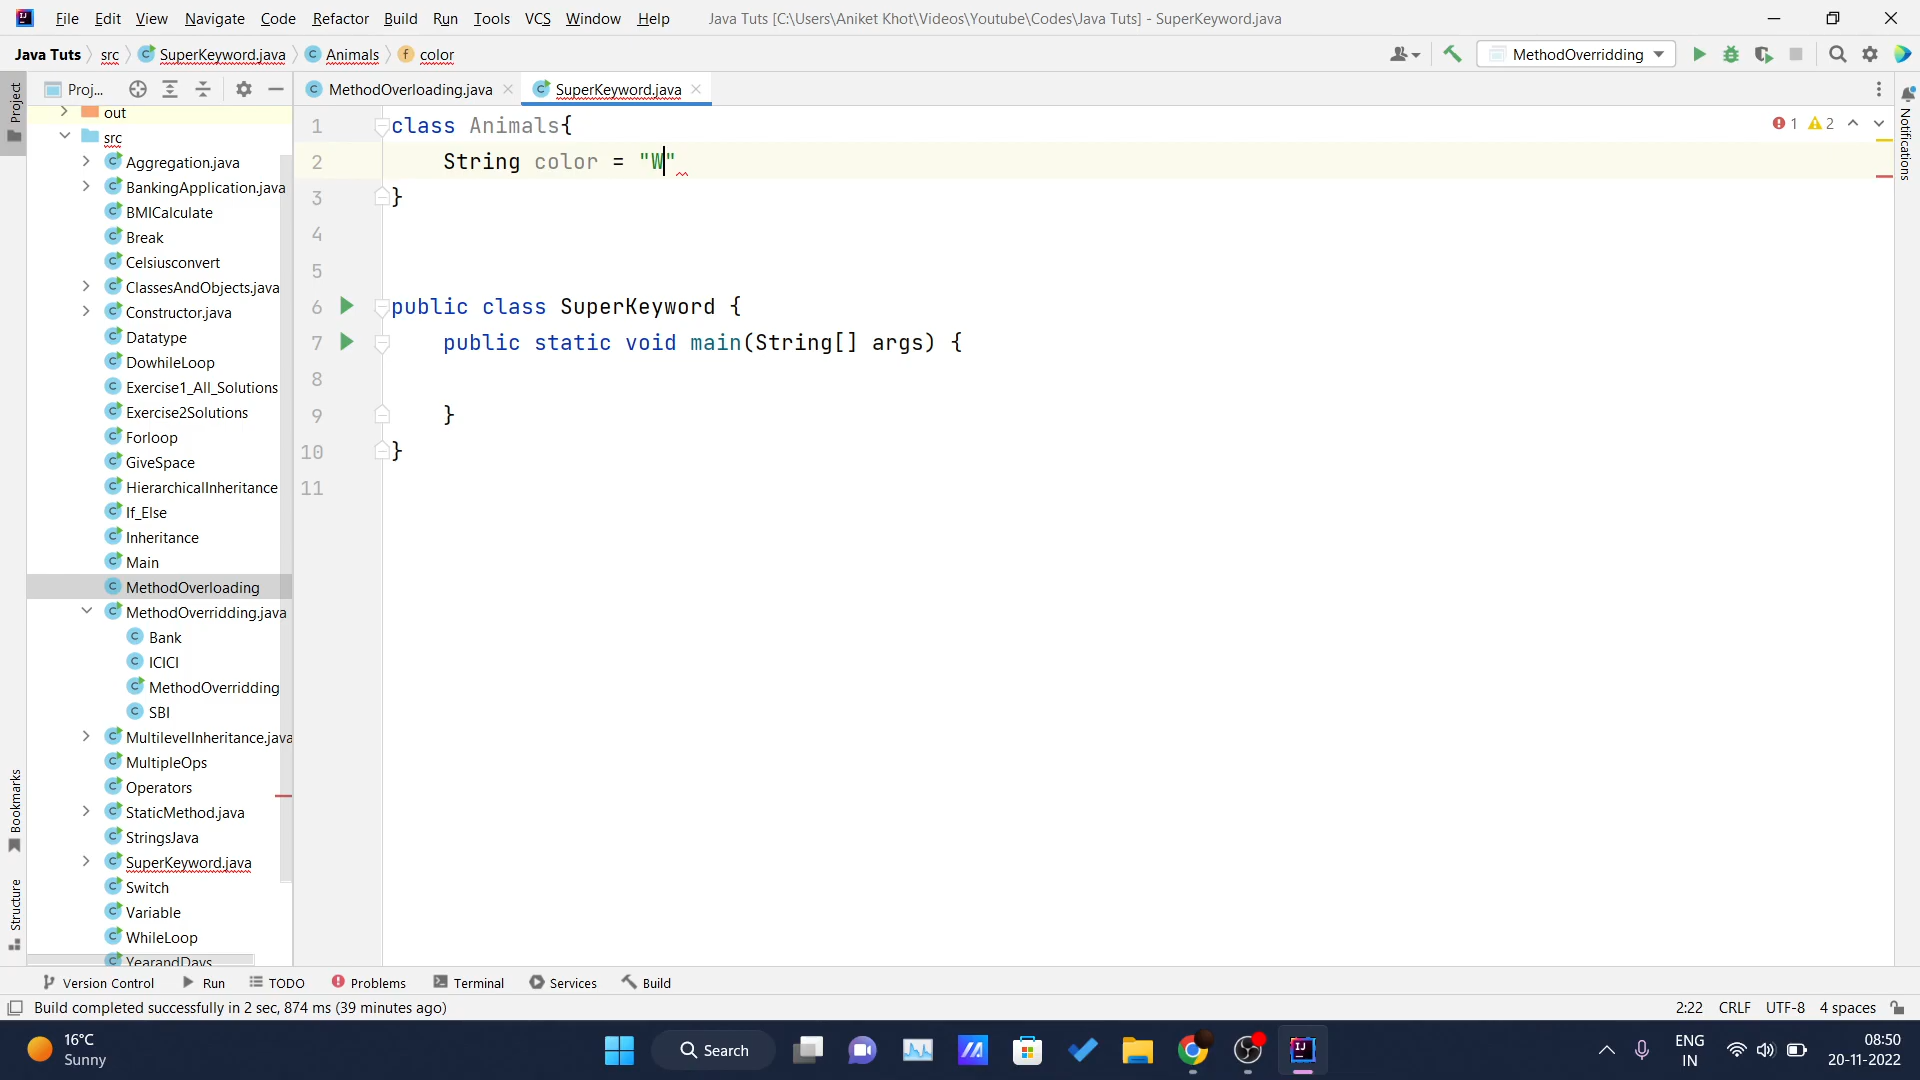 File Edit View Navigate Code Refactor Build Run Tools VCS Window Help Java Tuts [C:\Users\Aniket Khot\Videos\Youtube\Codes\Java Tuts] - SuperKeyword.java
Java Tuts src SuperKeyword.java Animals color MethodOverridding
Proj... MethodOverloading.java SuperKeyword.java
Project
Notifications
Bookmarks
Structure
out
src
Aggregation.java
BankingApplication.java
BMICalculate
Break
Celsiusconvert
ClassesAndObjects.java
Constructor.java
Datatype
DowhileLoop
Exercise1_All_Solutions
Exercise2Solutions
Forloop
GiveSpace
HierarchicalInheritance
If_Else
Inheritance
Main
MethodOverloading
MethodOverridding.java
Bank
ICICI
MethodOverridding
SBI
MultilevelInheritance.java
MultipleOps
Operators
StaticMethod.java
StringsJava
SuperKeyword.java
Switch
Variable
WhileLoop
YearandDays
1 class Animals{ 1 2
2 String color = "W"
3 }
4
5
6 public class SuperKeyword {
7 public static void main(String[] args) {
8
9 }
10 }
11
Version Control Run TODO Problems Terminal Services Build
Build completed successfully in 2 sec, 874 ms (39 minutes ago) 2:22 CRLF UTF-8 4 spaces
16°C
Sunny
Search
ENG
IN
08:50
20-11-2022